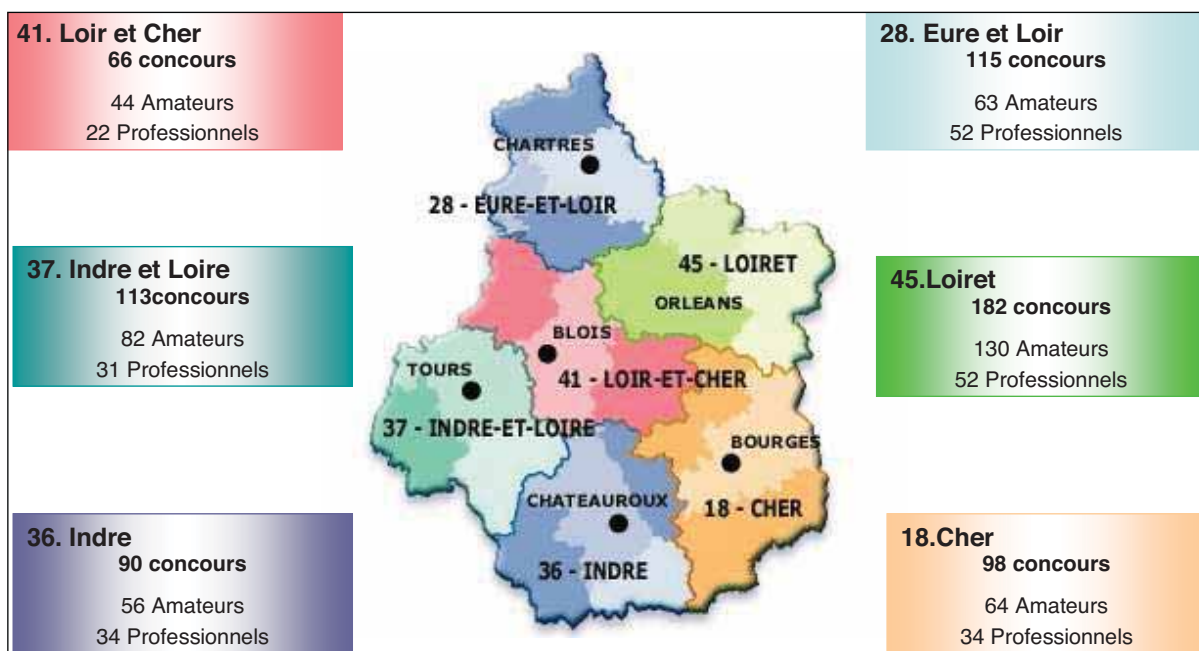 41. Loir et Cher
66 concours
44 Amateurs
22 Professionnels
28. Eure et Loir
115 concours
63 Amateurs
52 Professionnels
37. Indre et Loire
113concours
82 Amateurs
31 Professionnels
45.Loiret
182 concours
130 Amateurs
52 Professionnels
36. Indre
90 concours
56 Amateurs
34 Professionnels
18.Cher
98 concours
64 Amateurs
34 Professionnels
CHARTRES
28 - EURE-ET-LOIR
45 - LOIRET
ORLEANS
BLOIS
TOURS
41 - LOIR-ET-CHER
37 - INDRE-ET-LOIRE
BOURGES
CHATEAUROUX
18 - CHER
36 - INDRE